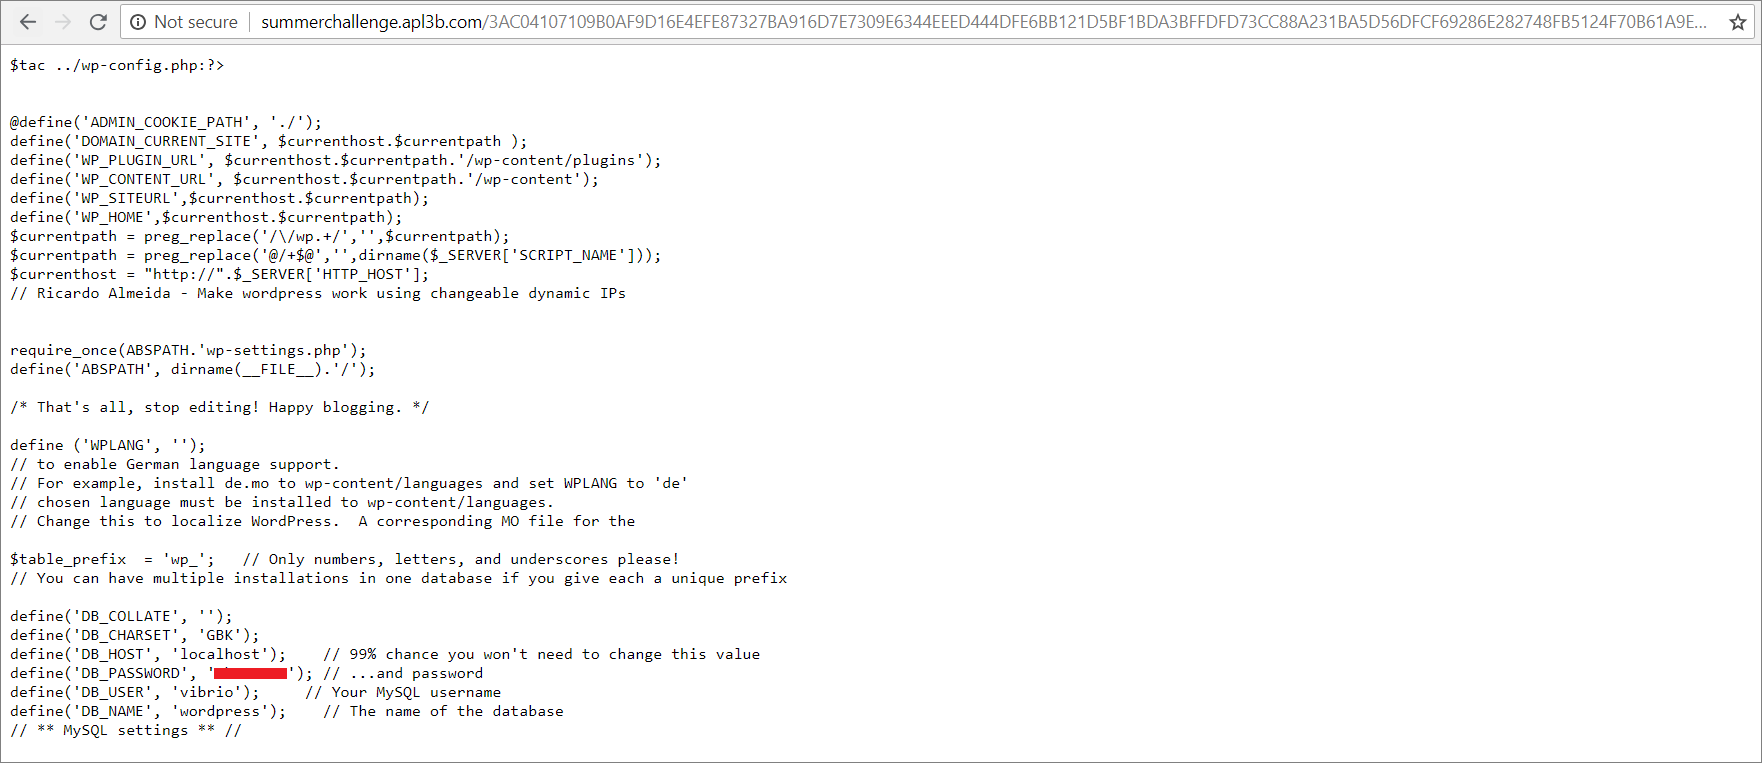 Not secure summerchallenge.apl3b.com/3AC04107109B0AF9D16E4EFE87327BA916D7E7309E6344EEED444DFE6BB121D5BF1BDA3BFFDFD73CC88A231BA5D56DFCF69286E282748FB5124F70B61A9E...
$tac ../wp-config.php:?>
@define('ADMIN_COOKIE_PATH', './');
define('DOMAIN_CURRENT_SITE', $currenthost.$currentpath );
define('WP_PLUGIN_URL', $currenthost.$currentpath.'/wp-content/plugins');
define('WP_CONTENT_URL', $currenthost.$currentpath.'/wp-content');
define('WP_SITEURL',$currenthost.$currentpath);
define('WP_HOME',$currenthost.$currentpath);
$currentpath = preg_replace('/\/wp.+/','',$currentpath);
$currentpath = preg_replace('@/+$@','',dirname($_SERVER['SCRIPT_NAME']));
$currenthost = "http://".$_SERVER['HTTP_HOST'];
// Ricardo Almeida - Make wordpress work using changeable dynamic IPs
require_once(ABSPATH.'wp-settings.php');
define('ABSPATH', dirname(__FILE__).'/');
/* That's all, stop editing! Happy blogging. */
define ('WPLANG', '');
// to enable German language support.
// For example, install de.mo to wp-content/languages and set WPLANG to 'de'
// chosen language must be installed to wp-content/languages.
// Change this to localize WordPress.  A corresponding MO file for the
$table_prefix  = 'wp_';   // Only numbers, letters, and underscores please!
// You can have multiple installations in one database if you give each a unique prefix
define('DB_COLLATE', '');
define('DB_CHARSET', 'GBK');
define('DB_HOST', 'localhost');    // 99% chance you won't need to change this value
define('DB_PASSWORD', ' '); // ...and password
define('DB_USER', 'vibrio');     // Your MySQL username
define('DB_NAME', 'wordpress');    // The name of the database
// ** MySQL settings ** //